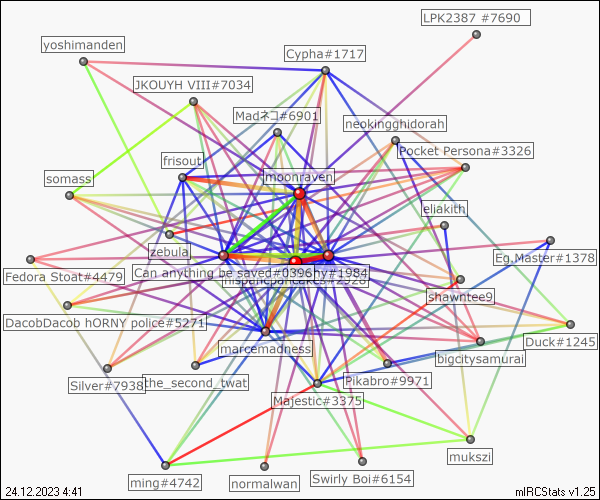 LPK2387 #7690
yoshimanden
Cypha#1717
JKOUYH VIII#7034
Madネコ#6901
neokingghidorah
Pocket Persona#3326
frisout
moonraven
somass
eliakith
zebula
Eg.Master#1378
Can anything be saved#0396
hy#1984
Fedora Stoat#4479
shawntee9
DacobDacob hORNY police#5271
marcemadness
Duck#1245
bigcitysamurai
Silver#7938
the_second_twat
Pikabro#9971
Majestic#3375
mukszi
ming#4742
normalwan
Swirly Boi#6154
24.12.2023 4:41
mIRCStats v1.25